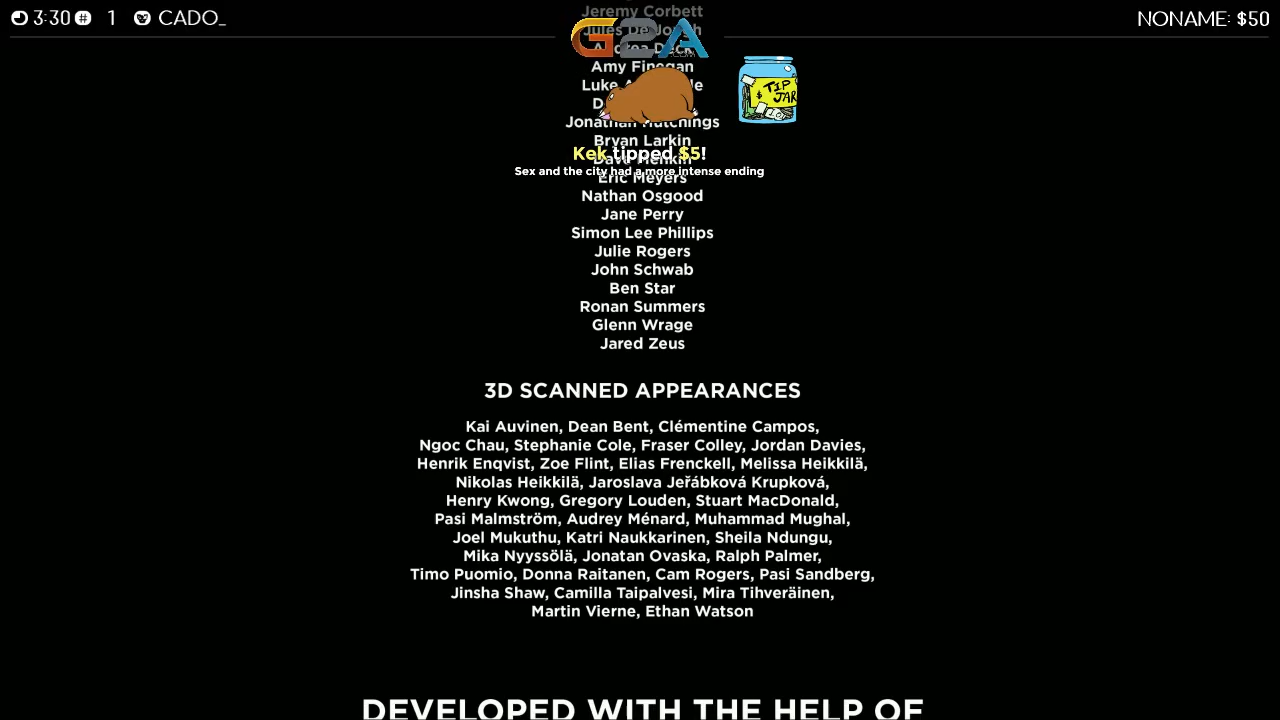 3:30 # 1 CADO_
NONAME: $50
Jeremy Corbett
G2A
.COM
Amy Finegan
TIP
$ JAR
Jonathan Hutchings
Bryan Larkin
Kek tipped $5!
Sex and the city had a more intense ending
Eric Meyers
Nathan Osgood
Jane Perry
Simon Lee Phillips
Julie Rogers
John Schwab
Ben Star
Ronan Summers
Glenn Wrage
Jared Zeus
3D SCANNED APPEARANCES
Kai Auvinen, Dean Bent, Clémentine Campos,
Ngoc Chau, Stephanie Cole, Fraser Colley, Jordan Davies,
Henrik Enqvist, Zoe Flint, Elias Frenckell, Melissa Heikkilä,
Nikolas Heikkilä, Jaroslava Jeřábková Krupková,
Henry Kwong, Gregory Louden, Stuart MacDonald,
Pasi Malmström, Audrey Ménard, Muhammad Mughal,
Joel Mukuthu, Katri Naukkarinen, Sheila Ndungu,
Mika Nyyssölä, Jonatan Ovaska, Ralph Palmer,
Timo Puomio, Donna Raitanen, Cam Rogers, Pasi Sandberg,
Jinsha Shaw, Camilla Taipalvesi, Mira Tihveräinen,
Martin Vierne, Ethan Watson
DEVELOPED WITH THE HELP OF